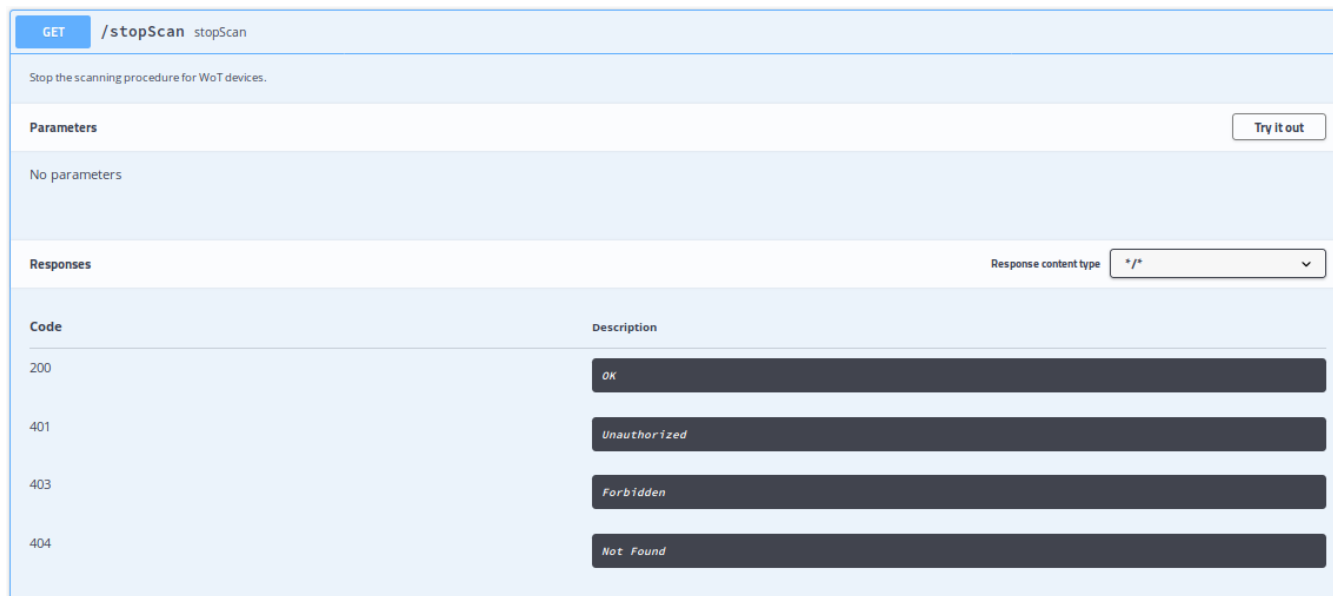 GET /stopScan stopScan
Stop the scanning procedure for WoT devices.
Parameters Try it out
No parameters
Responses Response content type */*
Code Description
200 OK
401 Unauthorized
403 Forbidden
404 Not Found